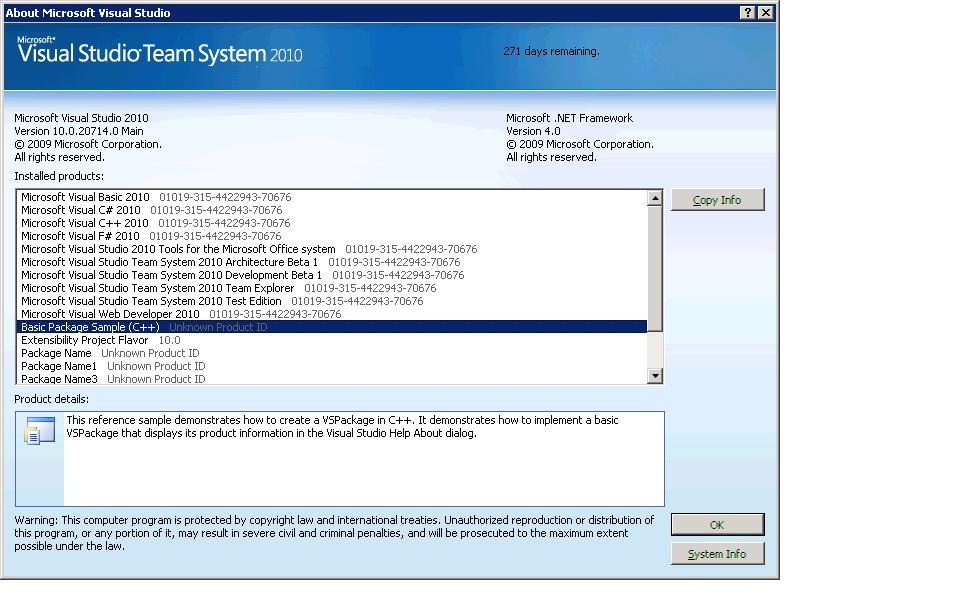 About Microsoft Visual Studio
Microsoft®
Visual Studio Team System 2010
271 days remaining.
Microsoft Visual Studio 2010
Version 10.0.20714.0 Main
© 2009 Microsoft Corporation.
All rights reserved.
Microsoft .NET Framework
Version 4.0
© 2009 Microsoft Corporation.
All rights reserved.
Installed products:
Microsoft Visual Basic 2010 01019-315-4422943-70676
Microsoft Visual C# 2010 01019-315-4422943-70676
Microsoft Visual C++ 2010 01019-315-4422943-70676
Microsoft Visual F# 2010 01019-315-4422943-70676
Microsoft Visual Studio 2010 Tools for the Microsoft Office system 01019-315-4422943-70676
Microsoft Visual Studio Team System 2010 Architecture Beta 1 01019-315-4422943-70676
Microsoft Visual Studio Team System 2010 Development Beta 1 01019-315-4422943-70676
Microsoft Visual Studio Team System 2010 Team Explorer 01019-315-4422943-70676
Microsoft Visual Studio Team System 2010 Test Edition 01019-315-4422943-70676
Microsoft Visual Web Developer 2010 01019-315-4422943-70676
Basic Package Sample (C++) Unknown Product ID
Extensibility Project Flavor 10.0
Package Name Unknown Product ID
Package Name1 Unknown Product ID
Package Name3 Unknown Product ID
Copy Info
Product details:
This reference sample demonstrates how to create a VSPackage in C++. It demonstrates how to implement a basic
VSPackage that displays its product information in the Visual Studio Help About dialog.
Warning: This computer program is protected by copyright law and international treaties. Unauthorized reproduction or distribution of
this program, or any portion of it, may result in severe civil and criminal penalties, and will be prosecuted to the maximum extent
possible under the law.
OK
System Info